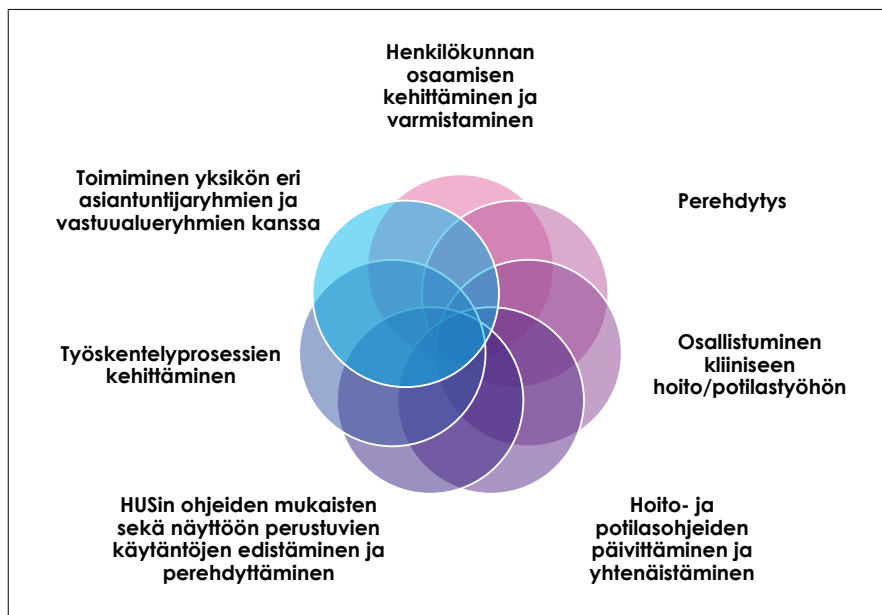 Henkilökunnan
osaamisen
kehittäminen ja
varmistaminen
Toimiminen yksikön eri
asiantuntijaryhmien ja
vastuualueryhmien kanssa
Perehdytys
Työskentelyprosessien
kehittäminen
Osallistuminen
kliiniseen
hoito/potilastyöhön
HUSin ohjeiden mukaisten
sekä näyttöön perustuvien
käytäntöjen edistäminen ja
perehdyttäminen
Hoito- ja
potilasohjeiden
päivittäminen ja
yhtenäistäminen